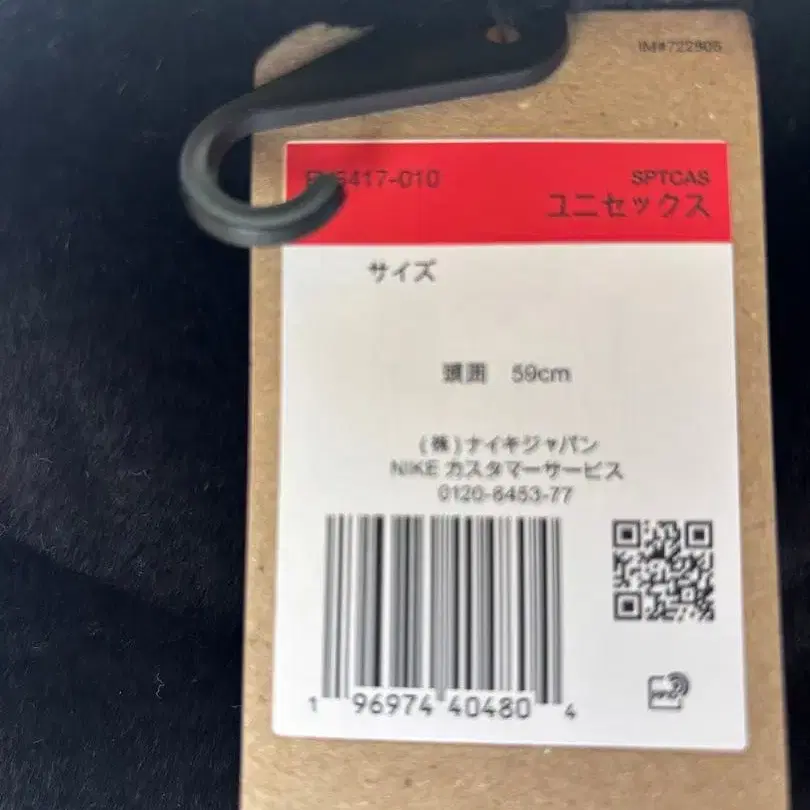 IM#722905
5417-010
SPTCAS
ユニセックス
サイズ
頭囲 59cm
(株)ナイキジャパン
NIKE カスタマーサービス
0120-6453-77
1 96974 40480 4